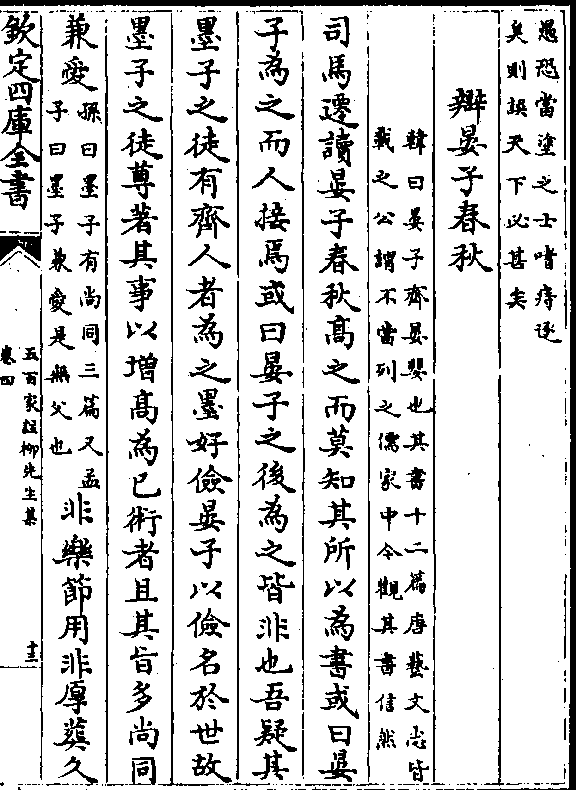 愚恐當塗之士嗜痔逐
矣則誤天下必甚矣
辯晏子春秋
韓曰晏子齊晏嬰也其書十二篇唐藝文志皆
載之公謂不當列之儒家中今觀其書信然
司馬遷讀晏子春秋髙之而莫知其所以為書或曰晏
子為之而人接焉或曰晏子之後為之皆非也吾疑其
墨子之徒有齊人者為之墨好儉晏子以儉名於世故
墨子之徒尊著其事以增髙為己術者且其旨多尚同
兼愛
孫曰墨子有尚同三篇又孟
子曰墨子兼愛是無父也
非樂節用非厚葬久
欽定四庫全書
五百家註柳先生集
卷四
十三